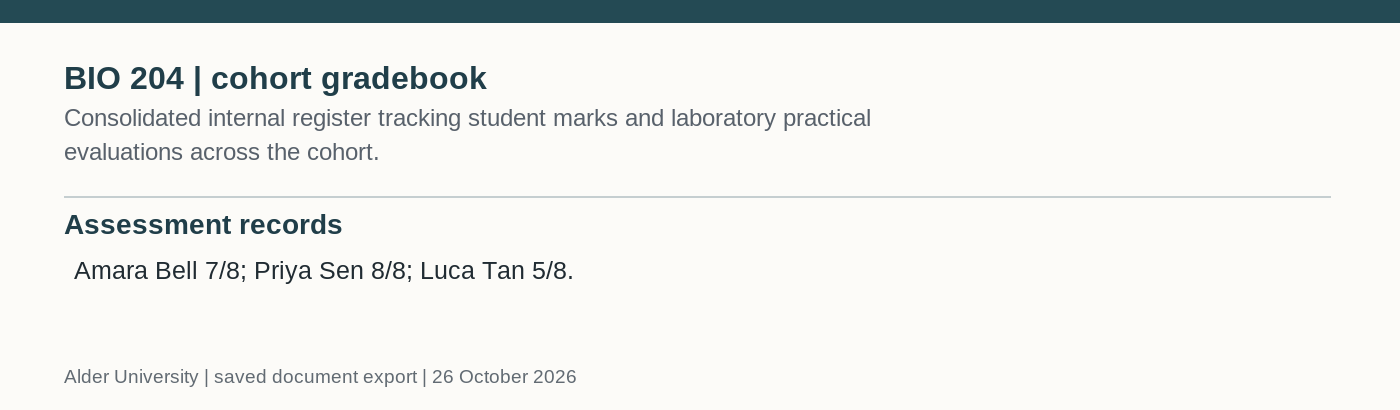 BIO 204 | cohort gradebook
Consolidated internal register tracking student marks and laboratory practical
evaluations across the cohort.
Assessment records
Amara Bell 7/8; Priya Sen 8/8; Luca Tan 5/8.
Alder University | saved document export | 26 October 2026